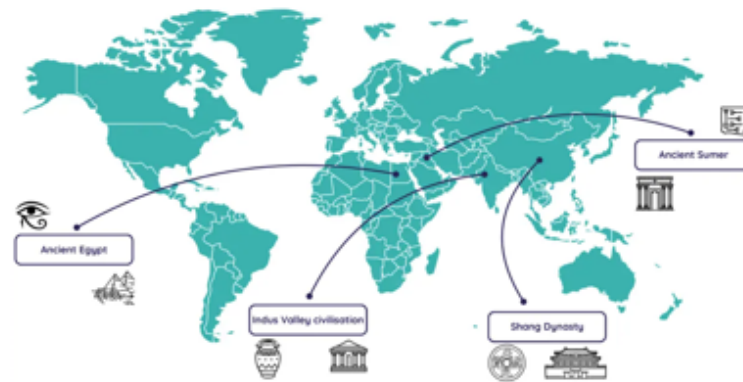 Ancient Sumer
Ancient Egypt
Indus Valley civilisation
Shang Dynasty